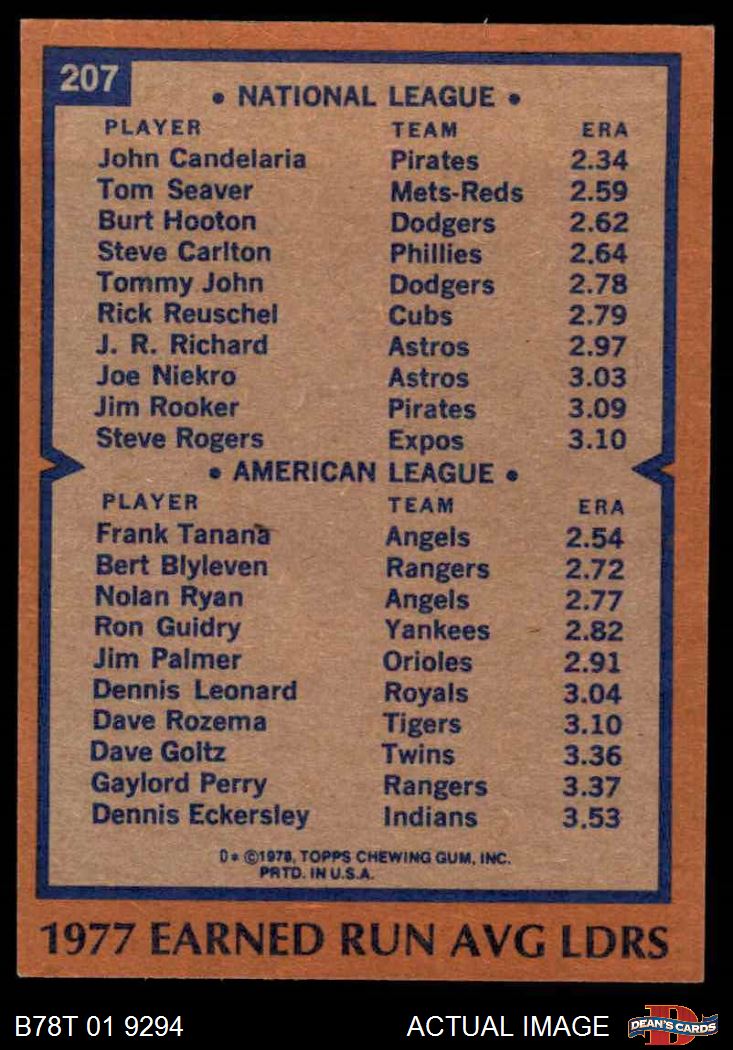 207
• NATIONAL LEAGUE •
PLAYER TEAM ERA
John Candelaria Pirates 2.34
Tom Seaver Mets-Reds 2.59
Burt Hooton Dodgers 2.62
Steve Carlton Phillies 2.64
Tommy John Dodgers 2.78
Rick Reuschel Cubs 2.79
J. R. Richard Astros 2.97
Joe Niekro Astros 3.03
Jim Rooker Pirates 3.09
Steve Rogers Expos 3.10
• AMERICAN LEAGUE •
PLAYER TEAM ERA
Frank Tanana Angels 2.54
Bert Blyleven Rangers 2.72
Nolan Ryan Angels 2.77
Ron Guidry Yankees 2.82
Jim Palmer Orioles 2.91
Dennis Leonard Royals 3.04
Dave Rozema Tigers 3.10
Dave Goltz Twins 3.36
Gaylord Perry Rangers 3.37
Dennis Eckersley Indians 3.53
D* ©1978, TOPPS CHEWING GUM, INC.
PRTD. IN U.S.A.
1977 EARNED RUN AVG LDRS
B78T 01 9294 ACTUAL IMAGE DEAN'S CARDS